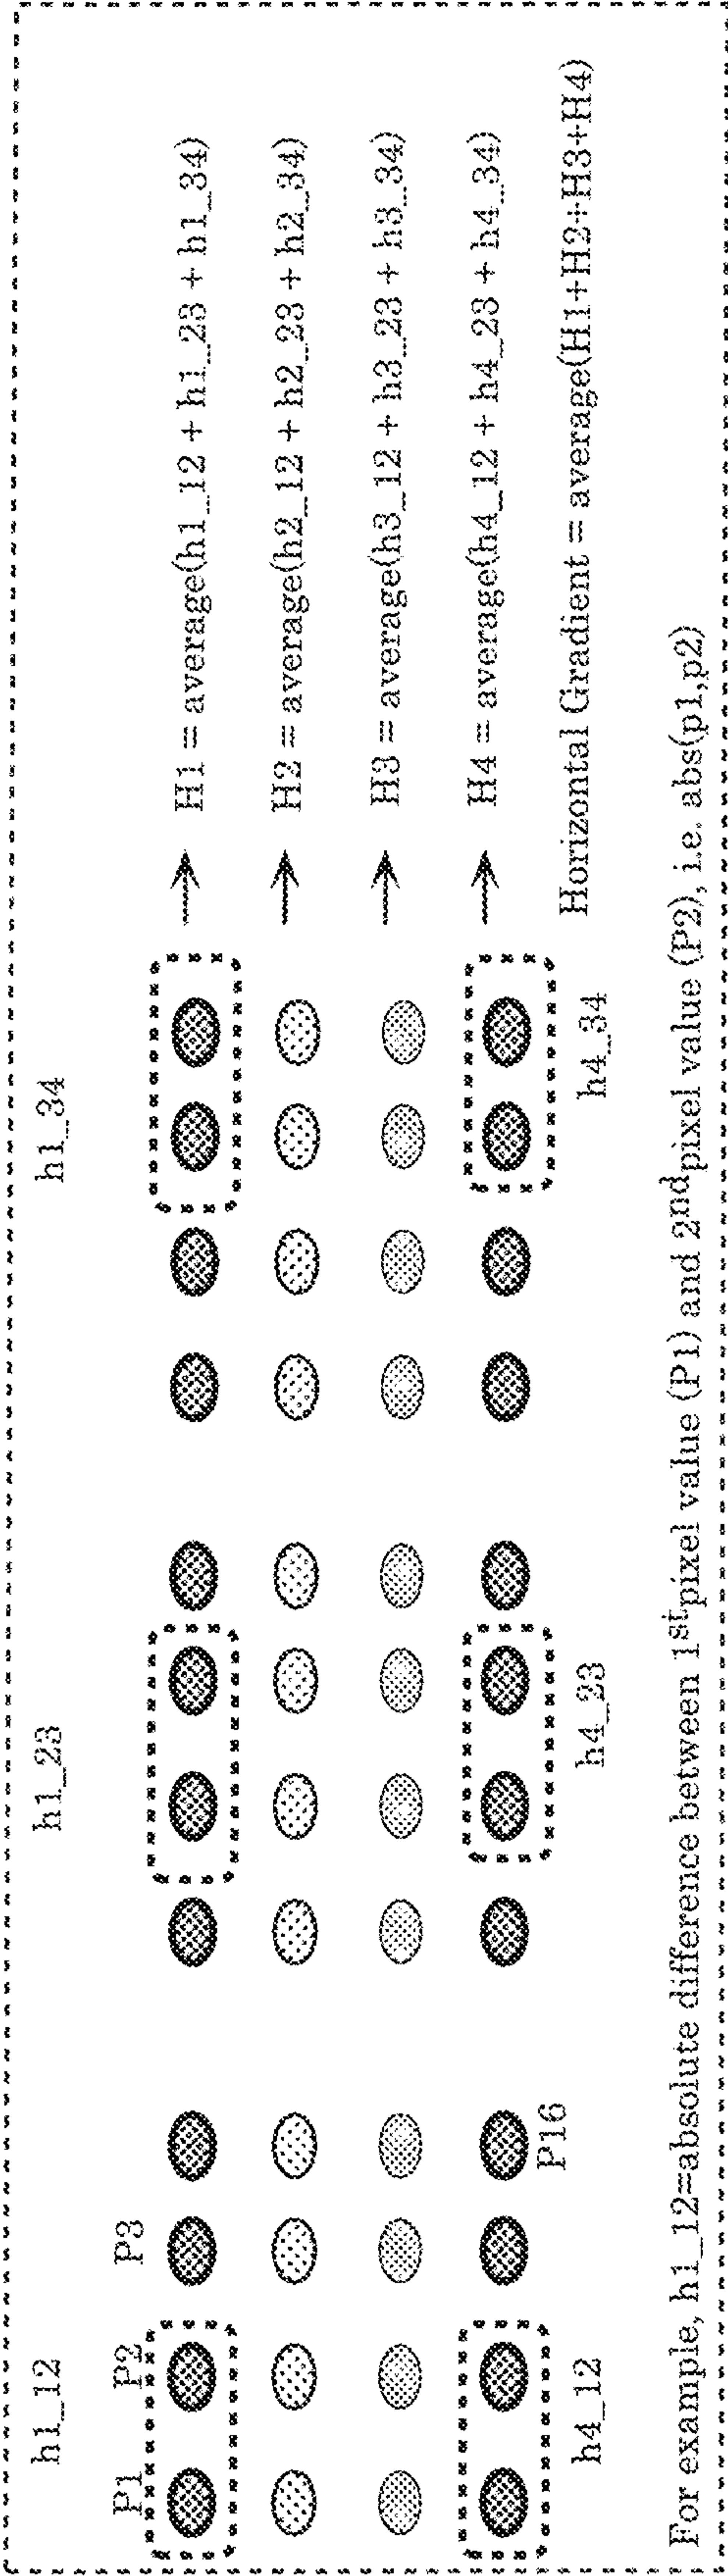 h1_12 h1_23 h1_34
P1 P2 P3
H1 = average(h1_12 + h1_23 + h1_34)
H2 = average(h2_12 + h2_23 + h2_34)
H3 = average(h3_12 + h3_23 + h3_34)
H4 = average(h4_12 + h4_23 + h4_34)
P16
h4_12 h4_23 h4_34
Horizontal Gradient = average(H1+H2+H3+H4)
For example, h1_12=absolute difference between 1st pixel value (P1) and 2nd pixel value (P2), i.e. abs(p1,p2)